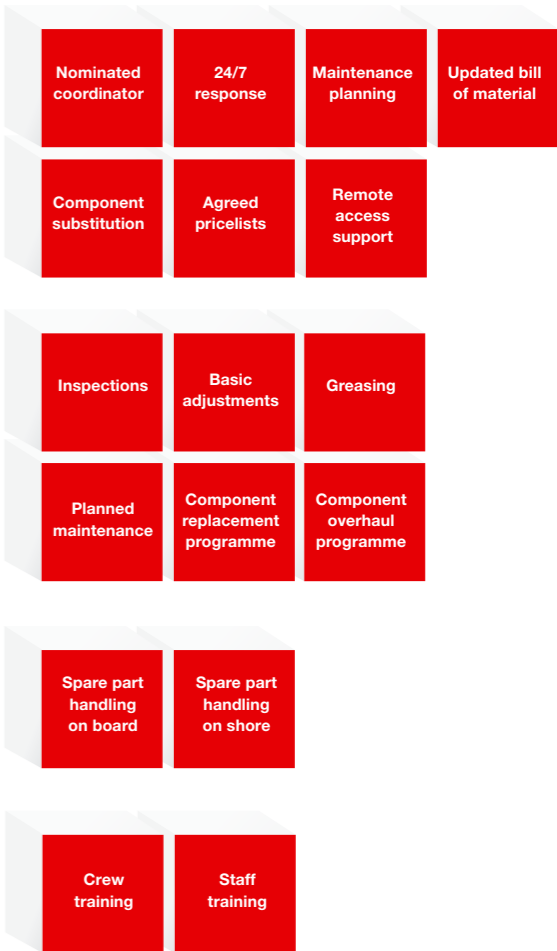 Nominated
coordinator
24/7
response
Maintenance
planning
Updated bill
of material
Component
substitution
Agreed
pricelists
Remote
access
support
Inspections
Basic
adjustments
Greasing
Planned
maintenance
Component
replacement
programme
Component
overhaul
programme
Spare part
handling
on board
Spare part
handling
on shore
Crew
training
Staff
training